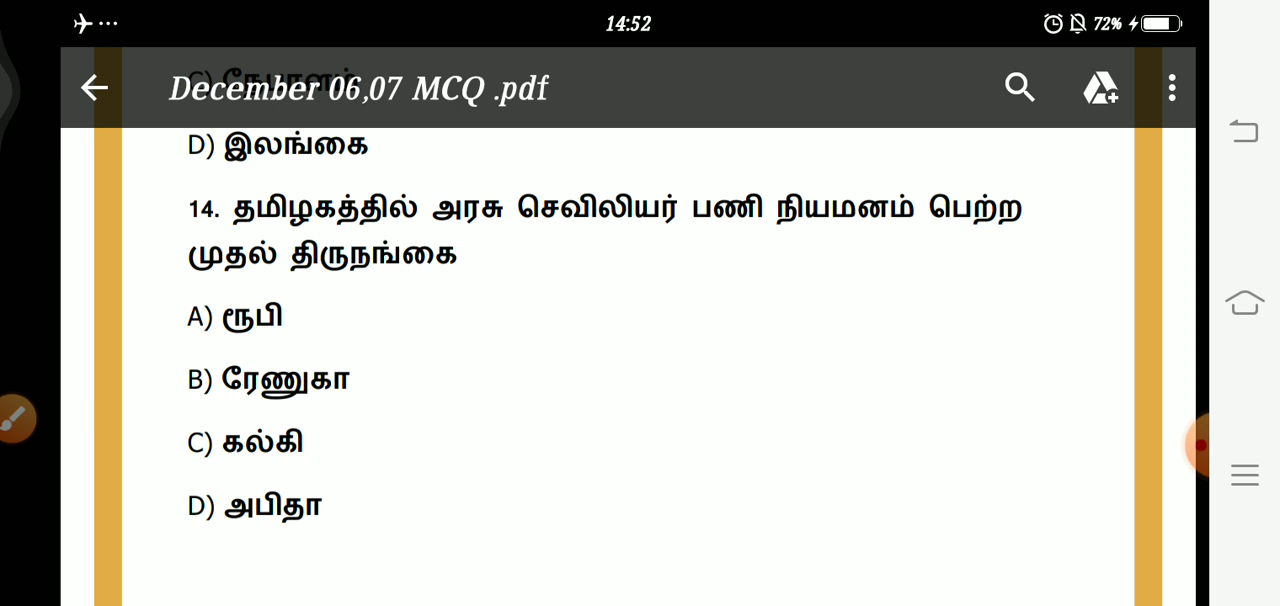 14:52
72%
December 06,07 MCQ .pdf
C) நேபாளம்
D) இலங்கை
14. தமிழகத்தில் அரசு செவிலியர் பணி நியமனம் பெற்ற
முதல் திருநங்கை
A) ரூபி
B) ரேணுகா
C) கல்கி
D) அபிதா